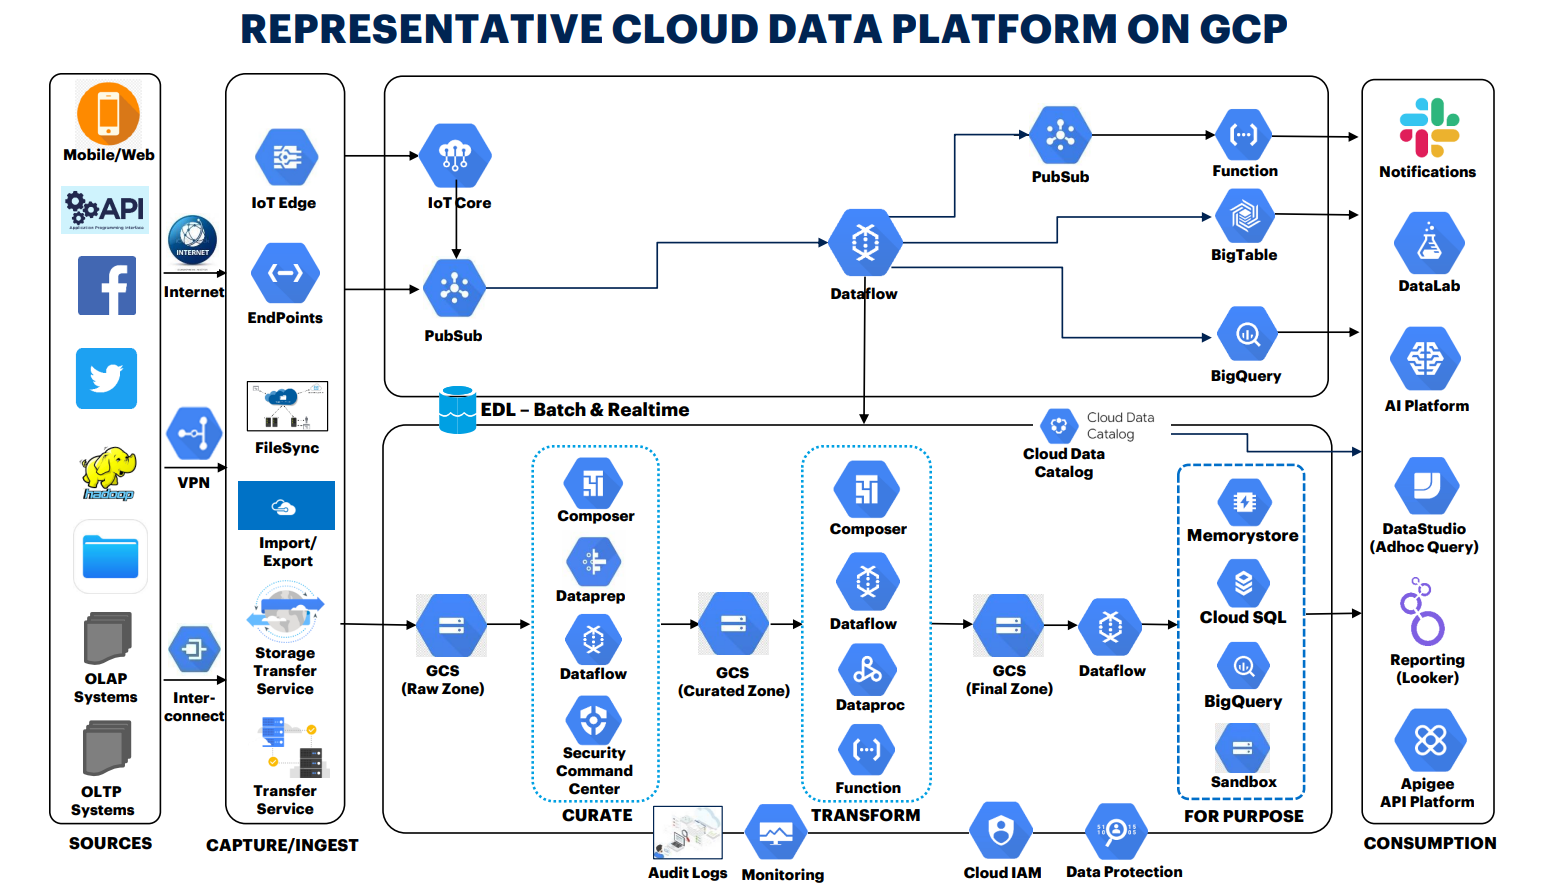 REPRESENTATIVE CLOUD DATA PLATFORM ON GCP
Mobile/Web
API
Application Programming Interface
hadoop
OLAP
Systems
OLTP
Systems
SOURCES
INTERNET
Internet
VPN
Inter-
connect
IoT Edge
EndPoints
FileSync
Import/
Export
Storage
Transfer
Service
Transfer
Service
CAPTURE/INGEST
IoT Core
PubSub
Dataflow
PubSub
Function
BigTable
BigQuery
EDL – Batch & Realtime
Cloud Data
Catalog
Cloud Data
Catalog
GCS
(Raw Zone)
Composer
Dataprep
Dataflow
Security
Command
Center
CURATE
GCS
(Curated Zone)
Composer
Dataflow
Dataproc
Function
TRANSFORM
GCS
(Final Zone)
Dataflow
Memorystore
Cloud SQL
BigQuery
Sandbox
FOR PURPOSE
Audit Logs
Monitoring
Cloud IAM
Data Protection
Notifications
DataLab
AI Platform
DataStudio
(Adhoc Query)
Reporting
(Looker)
Apigee
API Platform
CONSUMPTION